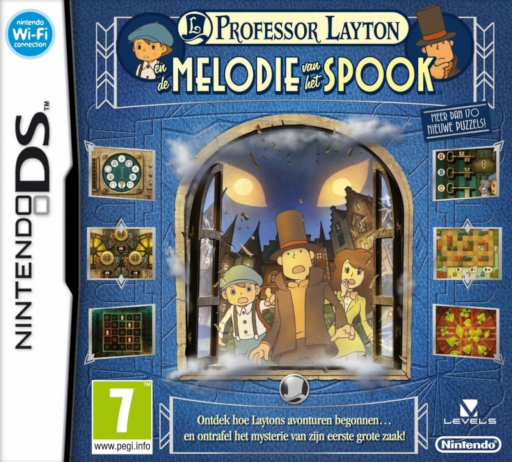 nintendo
Wi-Fi
connection
NINTENDO DS™
L
PROFESSOR LAYTON
en de MELODIE van het SPOOK
MEER DAN 170
NIEUWE PUZZELS!
A
B
C
7
www.pegi.info
Ontdek hoe Laytons avonturen begonnen...
en ontrafel het mysterie van zijn eerste grote zaak!
LEVEL5
Nintendo